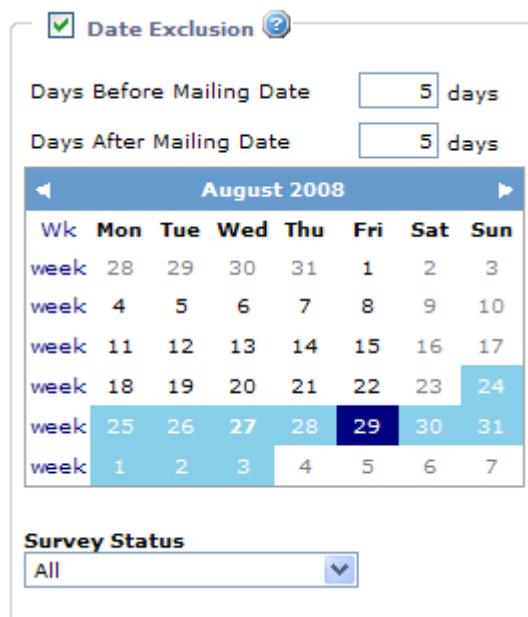 Date Exclusion ?
Days Before Mailing Date 5 days
Days After Mailing Date 5 days
August 2008
Wk Mon Tue Wed Thu Fri Sat Sun
week 28 29 30 31 1 2 3
week 4 5 6 7 8 9 10
week 11 12 13 14 15 16 17
week 18 19 20 21 22 23 24
week 25 26 27 28 29 30 31
week 1 2 3 4 5 6 7
Survey Status
All